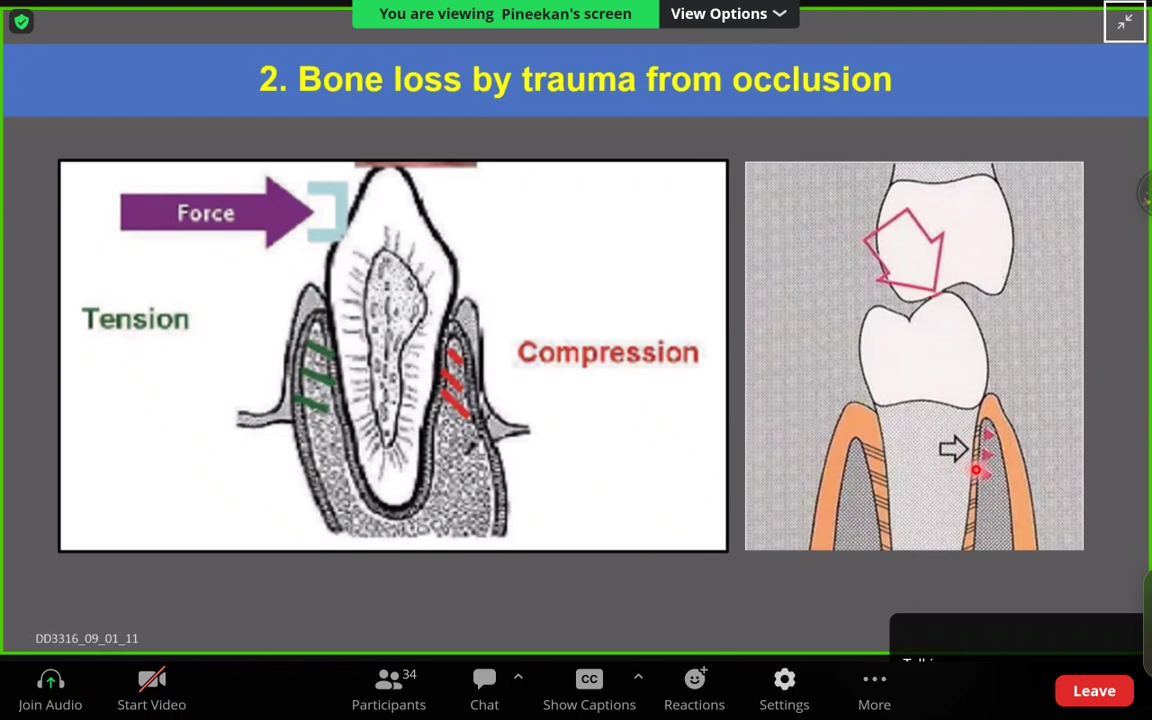 You are viewing Pineekan's screen View Options
2. Bone loss by trauma from occlusion
Force
Tension
Compression
DD3316_09_01_11
34
Join Audio Start Video Participants Chat CC Show Captions Reactions Settings More Leave